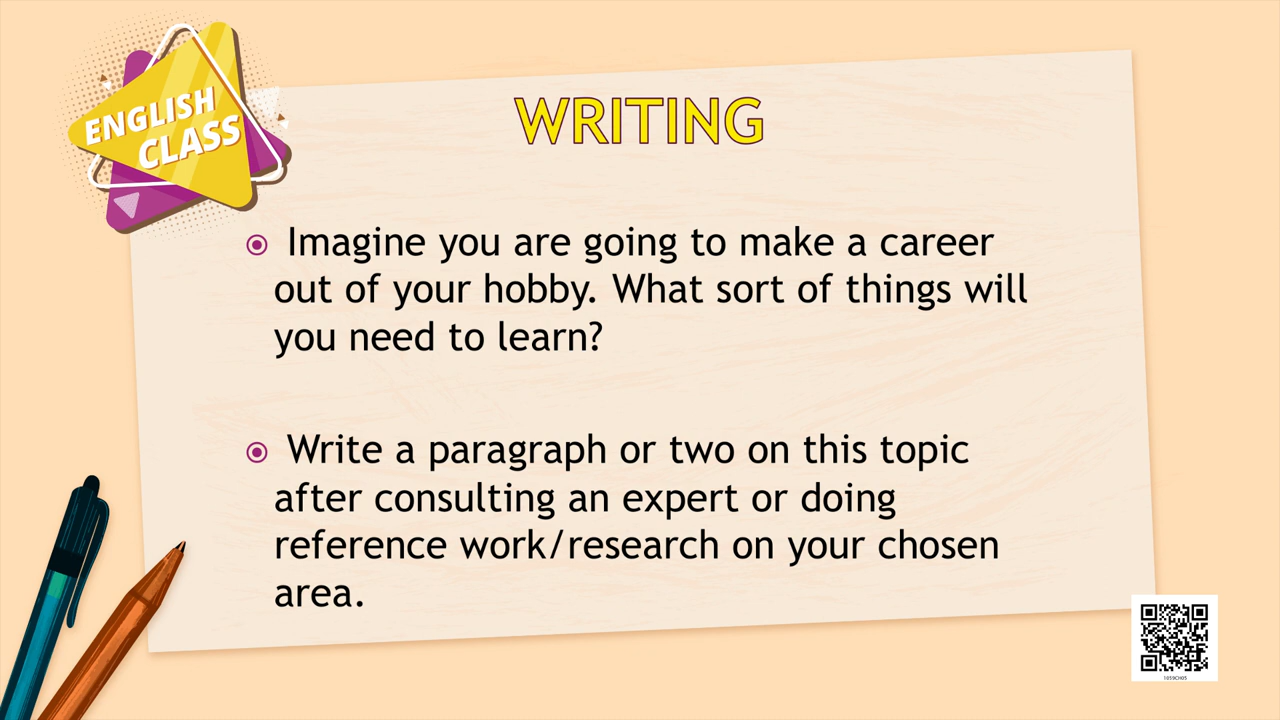 ENGLISH
CLASS
WRITING
Imagine you are going to make a career
out of your hobby. What sort of things will
you need to learn?
Write a paragraph or two on this topic
after consulting an expert or doing
reference work/research on your chosen
area.
1059CH05